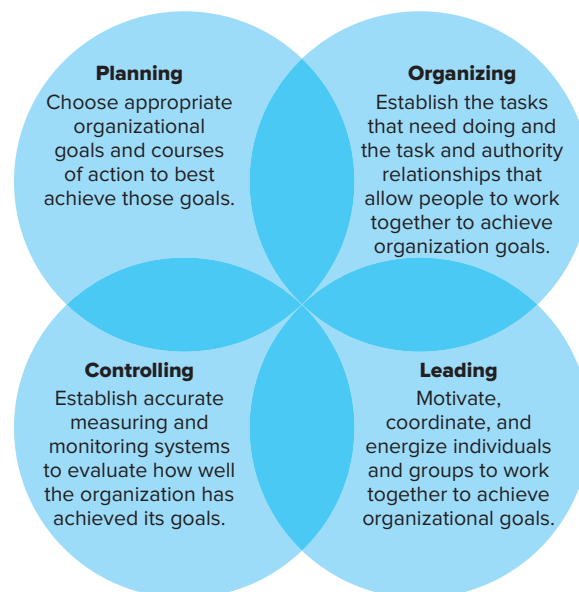 Planning
Choose appropriate
organizational
goals and courses
of action to best
achieve those goals.
Organizing
Establish the tasks
that need doing and
the task and authority
relationships that
allow people to work
together to achieve
organization goals.
Controlling
Establish accurate
measuring and
monitoring systems
to evaluate how well
the organization has
achieved its goals.
Leading
Motivate,
coordinate, and
energize individuals
and groups to work
together to achieve
organizational goals.